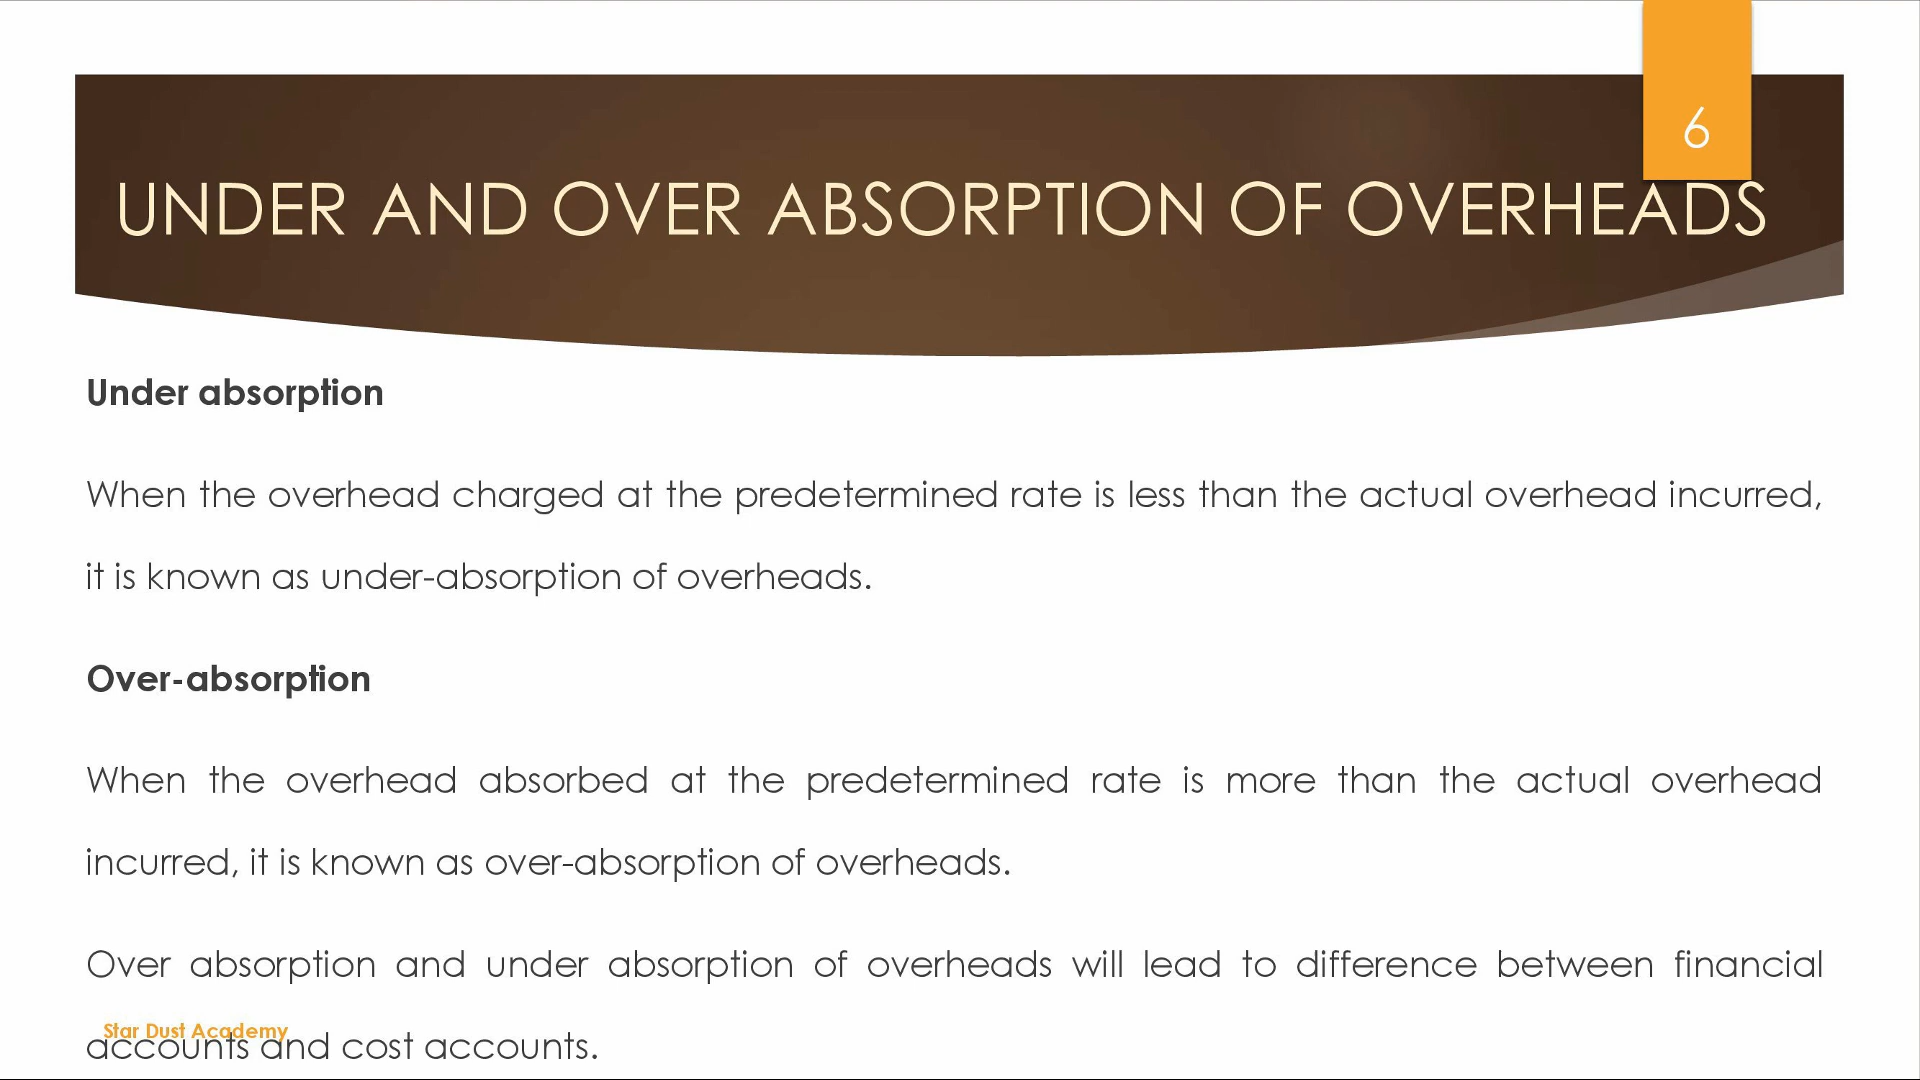 6
UNDER AND OVER ABSORPTION OF OVERHEADS
Under absorption
When the overhead charged at the predetermined rate is less than the actual overhead incurred,
it is known as under-absorption of overheads.
Over-absorption
When the overhead absorbed at the predetermined rate is more than the actual overhead
incurred, it is known as over-absorption of overheads.
Over absorption and under absorption of overheads will lead to difference between financial
Star Dust Academy
accounts and cost accounts.